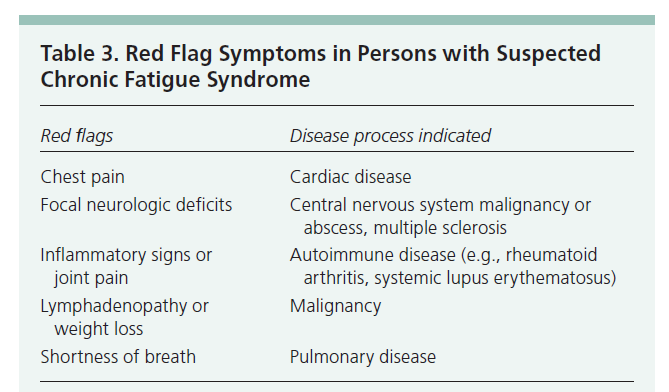 Table 3. Red Flag Symptoms in Persons with Suspected
Chronic Fatigue Syndrome
Red flags Disease process indicated
Chest pain Cardiac disease
Focal neurologic deficits Central nervous system malignancy or
abscess, multiple sclerosis
Inflammatory signs or Autoimmune disease (e.g., rheumatoid
joint pain arthritis, systemic lupus erythematosus)
Lymphadenopathy or Malignancy
weight loss
Shortness of breath Pulmonary disease